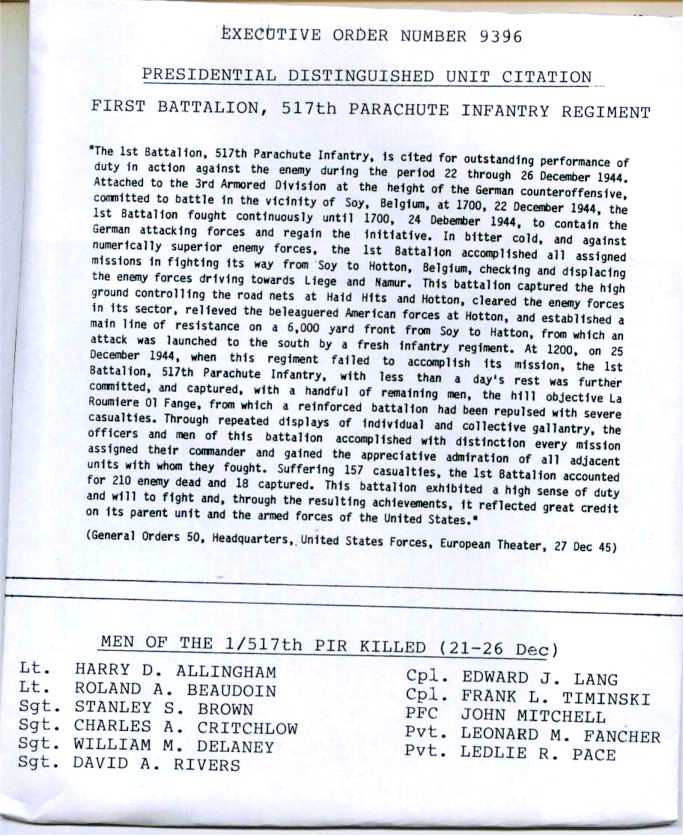 EXECUTIVE ORDER NUMBER 9396
PRESIDENTIAL DISTINGUISHED UNIT CITATION
FIRST BATTALION, 517th PARACHUTE INFANTRY REGIMENT
"The 1st Battalion, 517th Parachute Infantry, is cited for outstanding performance of
duty in action against the enemy during the period 22 through 26 December 1944.
Attached to the 3rd Armored Division at the height of the German counteroffensive,
committed to battle in the vicinity of Soy, Belgium, at 1700, 22 December 1944, the
1st Battalion fought continuously until 1700, 24 Debember 1944, to contain the
German attacking forces and regain the initiative. In bitter cold, and against
numerically superior enemy forces, the 1st Battalion accomplished all assigned
missions in fighting its way from Soy to Hotton, Belgium, checking and displacing
the enemy forces driving towards Liege and Namur. This battalion captured the high
ground controlling the road nets at Haid Hits and Hotton, cleared the enemy forces
in its sector, relieved the beleaguered American forces at Hotton, and established a
main line of resistance on a 6,000 yard front from Soy to Hatton, from which an
attack was launched to the south by a fresh infantry regiment. At 1200, on 25
December 1944, when this regiment failed to accomplish its mission, the 1st
Battalion, 517th Parachute Infantry, with less than a day's rest was further
committed, and captured, with a handful of remaining men, the hill objective La
Roumiere Ol Fange, from which a reinforced battalion had been repulsed with severe
casualties. Through repeated displays of individual and collective gallantry, the
officers and men of this battalion accomplished with distinction every mission
assigned their commander and gained the appreciative admiration of all adjacent
units with whom they fought. Suffering 157 casualties, the 1st Battalion accounted
for 210 enemy dead and 18 captured. This battalion exhibited a high sense of duty
and will to fight and, through the resulting achievements, it reflected great credit
on its parent unit and the armed forces of the United States."
(General Orders 50, Headquarters, United States Forces, European Theater, 27 Dec 45)
MEN OF THE 1/517th PIR KILLED (21-26 Dec)
Lt. HARRY D. ALLINGHAM
Lt. ROLAND A. BEAUDOIN
Sgt. STANLEY S. BROWN
Sgt. CHARLES A. CRITCHLOW
Sgt. WILLIAM M. DELANEY
Sgt. DAVID A. RIVERS
Cpl. EDWARD J. LANG
Cpl. FRANK L. TIMINSKI
PFC JOHN MITCHELL
Pvt. LEONARD M. FANCHER
Pvt. LEDLIE R. PACE